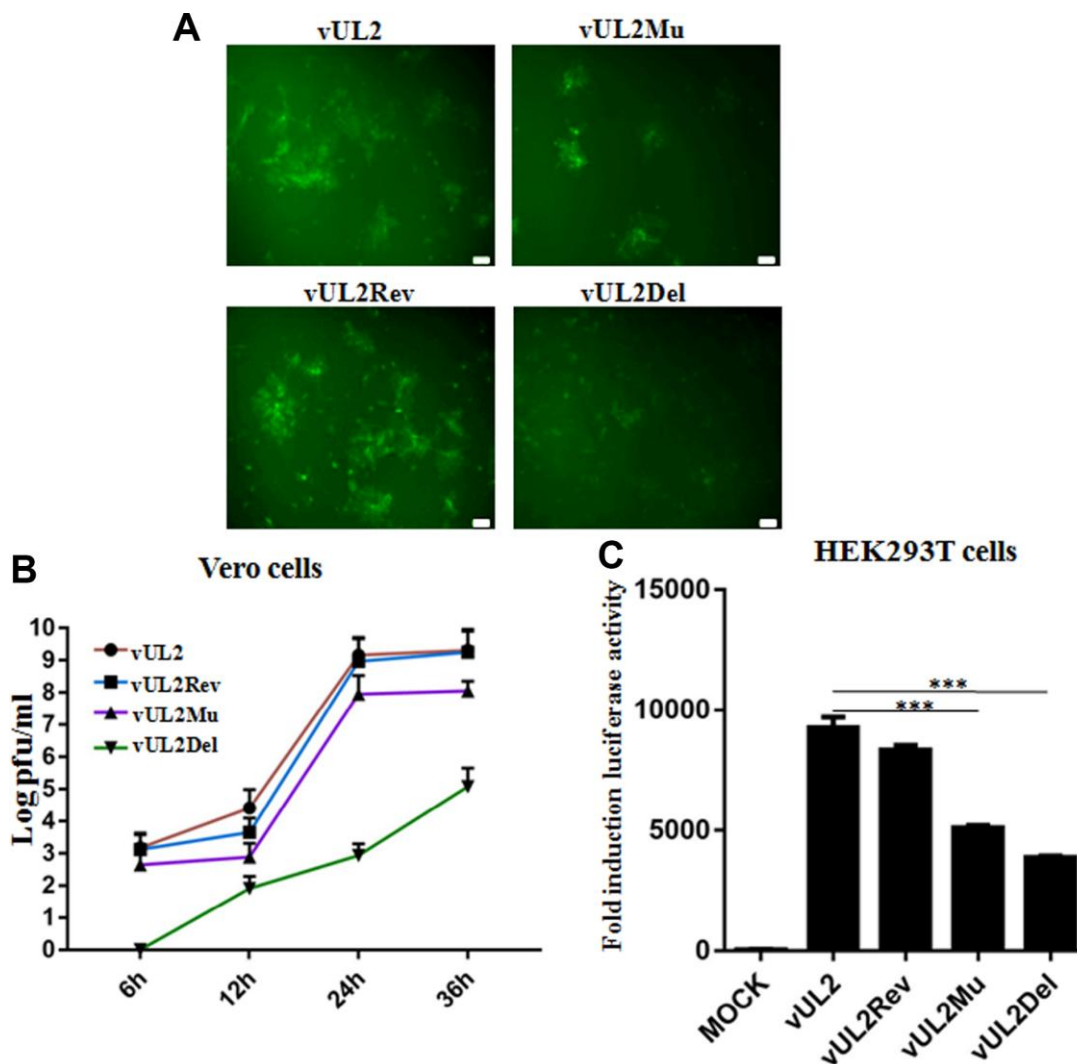 A
vUL2
vUL2Mu
vUL2Rev
vUL2Del
B
Vero cells
Log pfu/ml
10
9
8
7
6
5
4
3
2
1
0
vUL2
vUL2Rev
vUL2Mu
vUL2Del
6h
12h
24h
36h
C
HEK293T cells
Fold induction luciferase activity
15000
10000
5000
0
***
***
MOCK
vUL2
vUL2Rev
vUL2Mu
vUL2Del